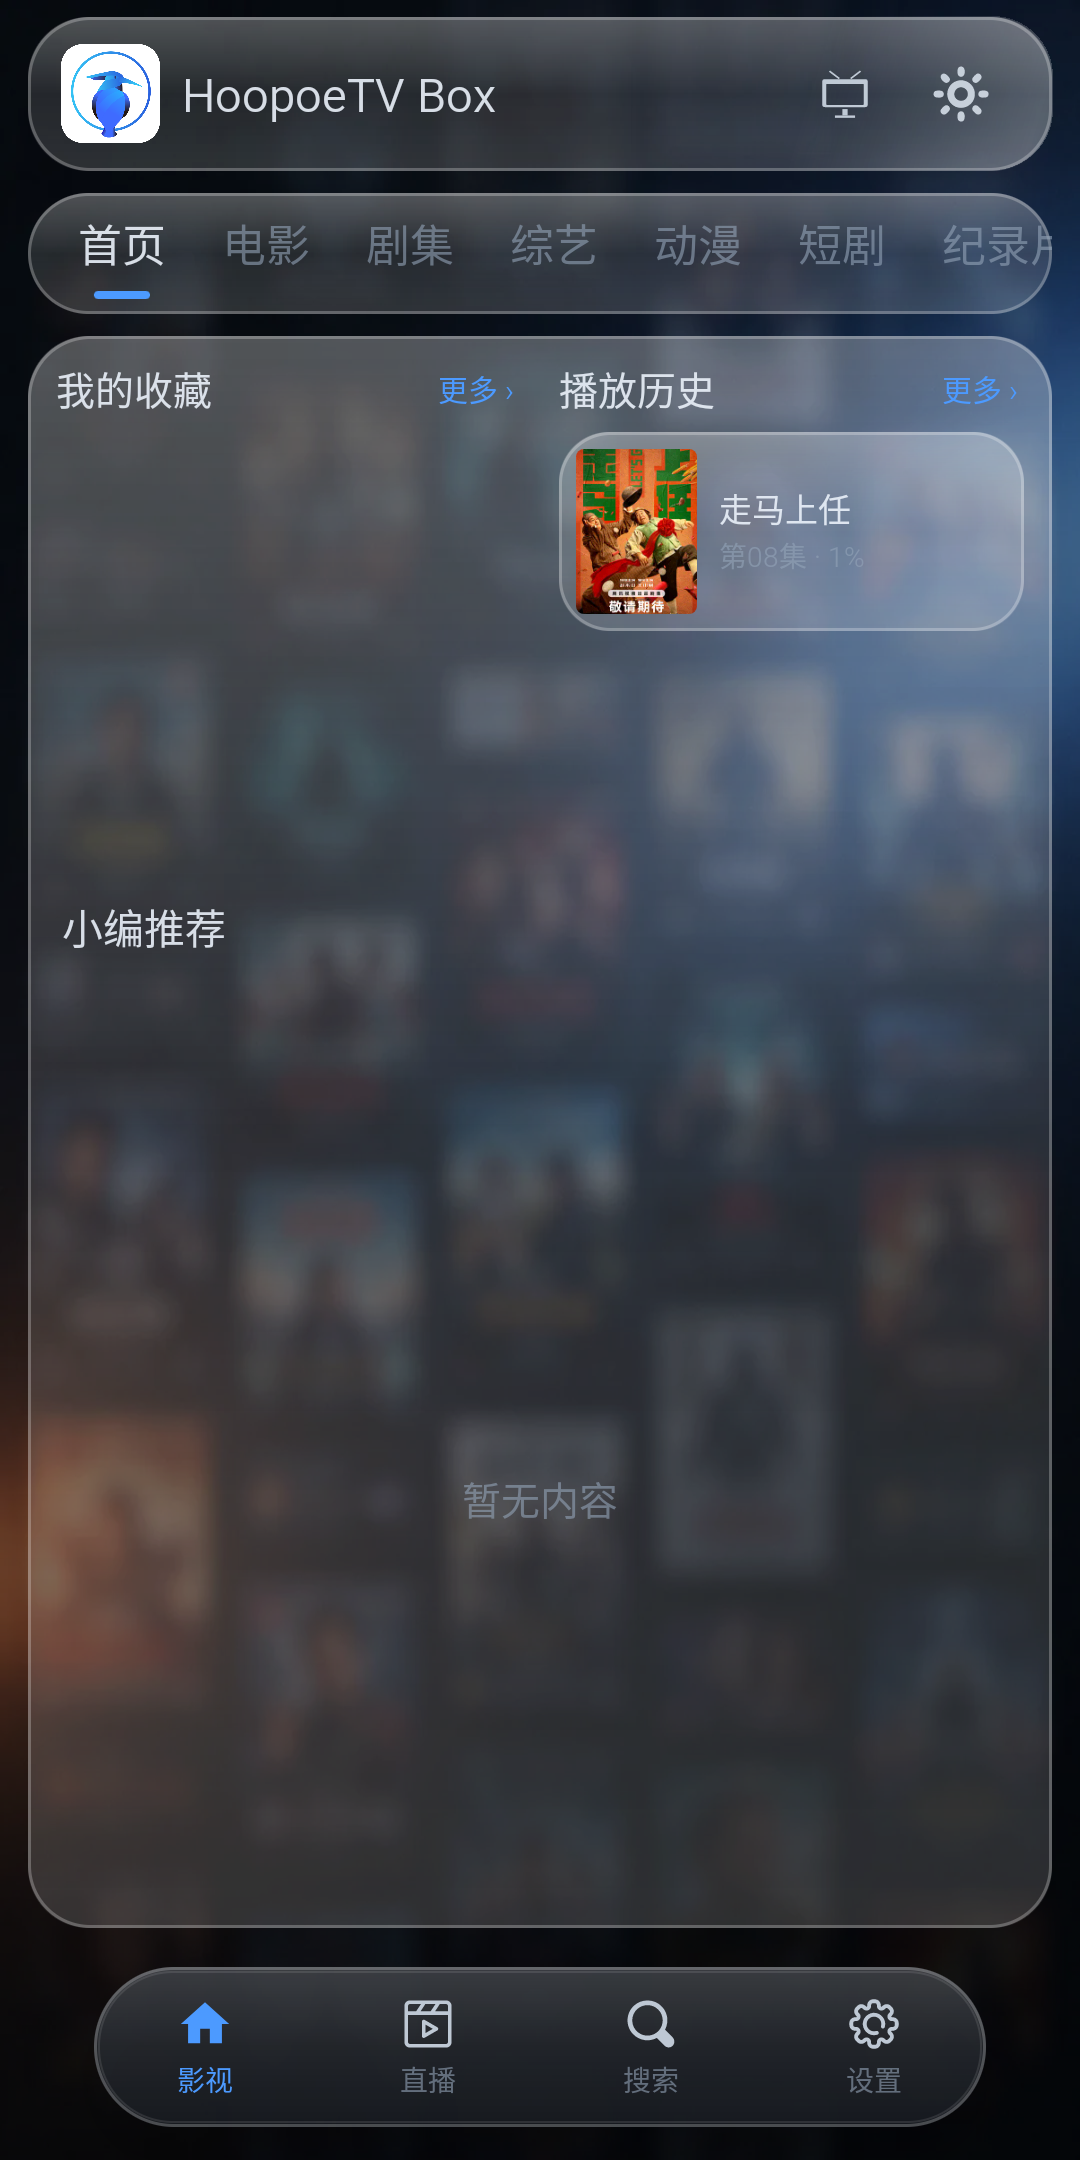 HoopoeTV Box
首页 电影 剧集 综艺 动漫 短剧 纪录片
我的收藏 更多 ›
播放历史 更多 ›
走马上任
第08集 · 1%
敬请期待
小编推荐
暂无内容
影视 直播 搜索 设置